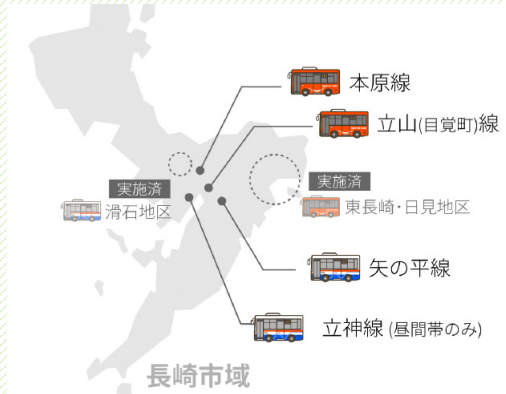 本原線
立山(目覚町)線
実施済
滑石地区
実施済
東長崎・日見地区
矢の平線
立神線 (昼間帯のみ)
長崎市域